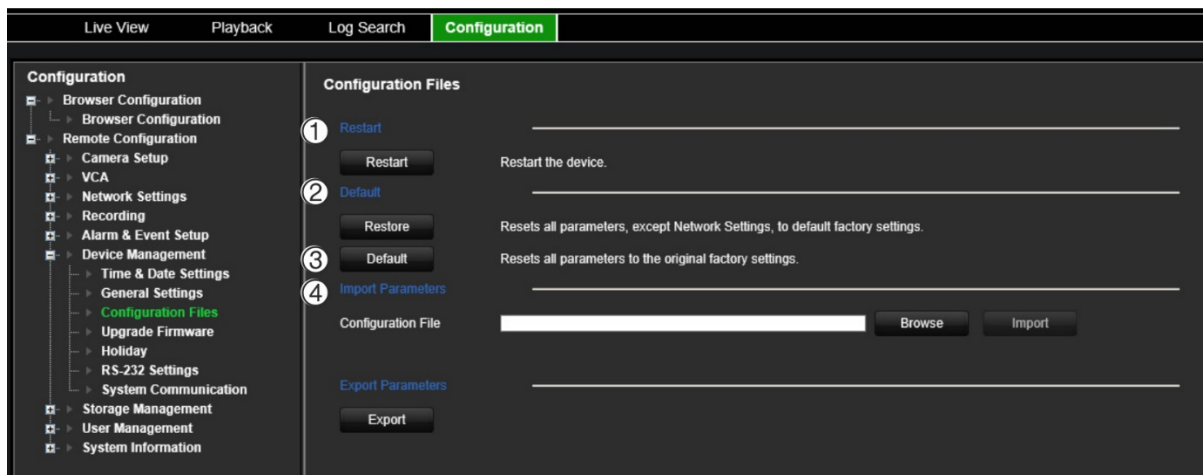 Live View Playback Log Search Configuration
Configuration
Browser Configuration
Browser Configuration
Remote Configuration
Camera Setup
VCA
Network Settings
Recording
Alarm & Event Setup
Device Management
Time & Date Settings
General Settings
Configuration Files
Upgrade Firmware
Holiday
RS-232 Settings
System Communication
Storage Management
User Management
System Information
Configuration Files
① Restart
Restart Restart the device.
② Default
Restore Resets all parameters, except Network Settings, to default factory settings.
③ Default Resets all parameters to the original factory settings.
④ Import Parameters
Configuration File Browse Import
Export Parameters
Export